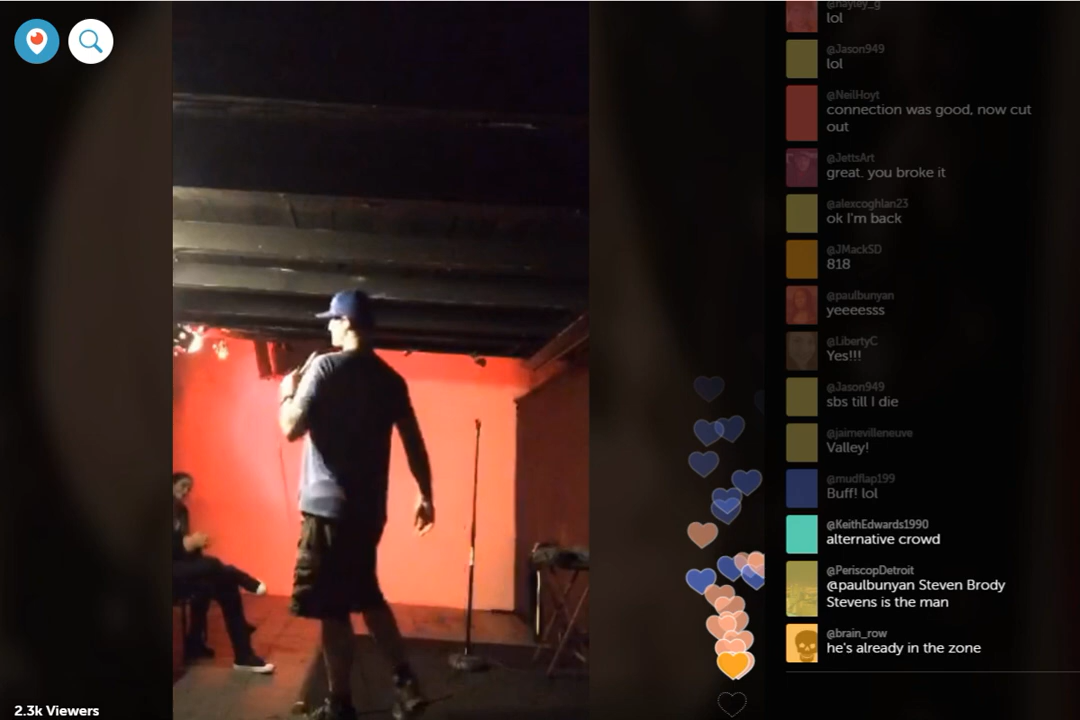 @hayley_g
lol
@Jason949
lol
@NeilHoyt
connection was good, now cut
out
@JettsArt
great. you broke it
@alexcoghlan23
ok I'm back
@JMackSD
818
@paulbunyan
yeeeesss
@LibertyC
Yes!!!
@Jason949
sbs till I die
@jaimevilleneuve
Valley!
@mudflap199
Buff! lol
@KeithEdwards1990
alternative crowd
@PeriscopDetroit
@paulbunyan Steven Brody
Stevens is the man
@brain_row
he's already in the zone
2.3k Viewers